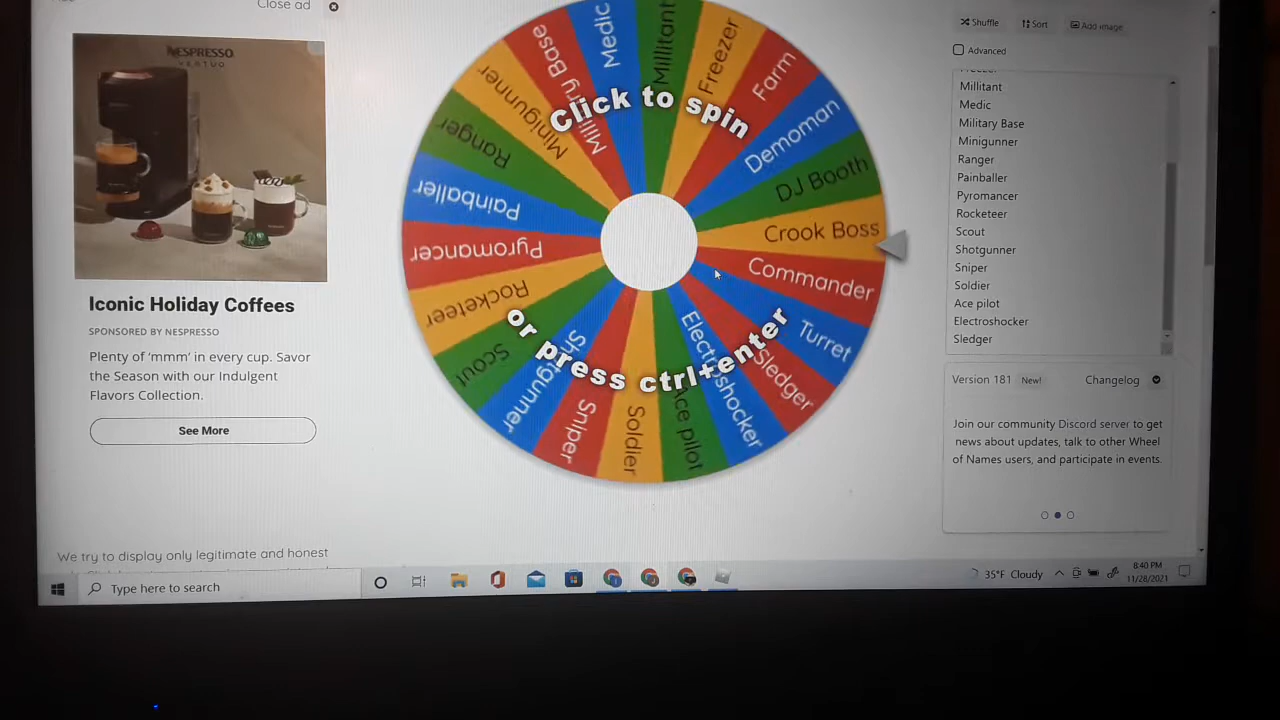 Close ad
NESPRESSO
VERTUO
Iconic Holiday Coffees
SPONSORED BY NESPRESSO
Plenty of 'mmm' in every cup. Savor
the Season with our Indulgent
Flavors Collection.
See More
We try to display only legitimate and honest
Click to spin
or press ctrl+enter
Medic
Millitant
Freezer
Farm
Demoman
DJ Booth
Crook Boss
Commander
Turret
Sledger
Electroshocker
Ace pilot
Soldier
Sniper
Shotgunner
Scout
Rocketeer
Pyromancer
Painballer
Ranger
Minigunner
Military Base
Shuffle
Sort
Add image
Advanced
Freezer
Millitant
Medic
Military Base
Minigunner
Ranger
Painballer
Pyromancer
Rocketeer
Scout
Shotgunner
Sniper
Soldier
Ace pilot
Electroshocker
Sledger
Version 181 New! Changelog
Join our community Discord server to get
news about updates, talk to other Wheel
of Names users, and participate in events.
Type here to search
35°F Cloudy
8:40 PM
11/28/2021